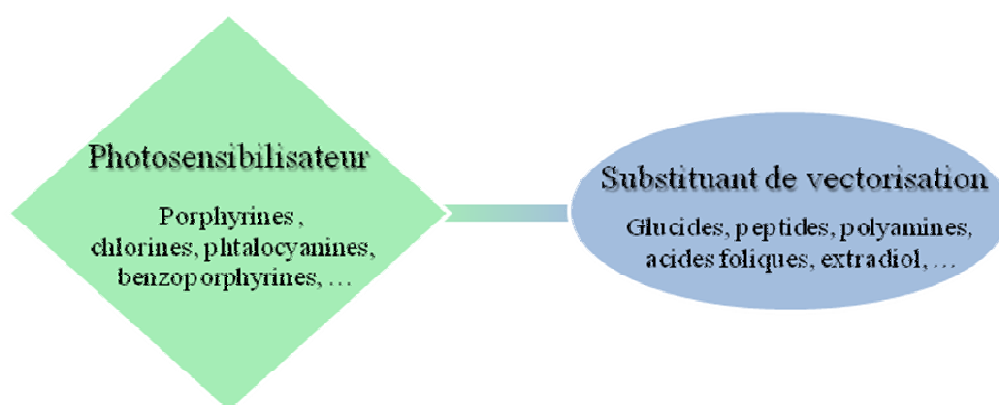 Photosensibilisateur
Porphyrines,
chlorines, phtalocyanines,
benzoporphyrines, …
Substituant de vectorisation
Glucides, peptides, polyamines,
acides foliques, extradiol, …